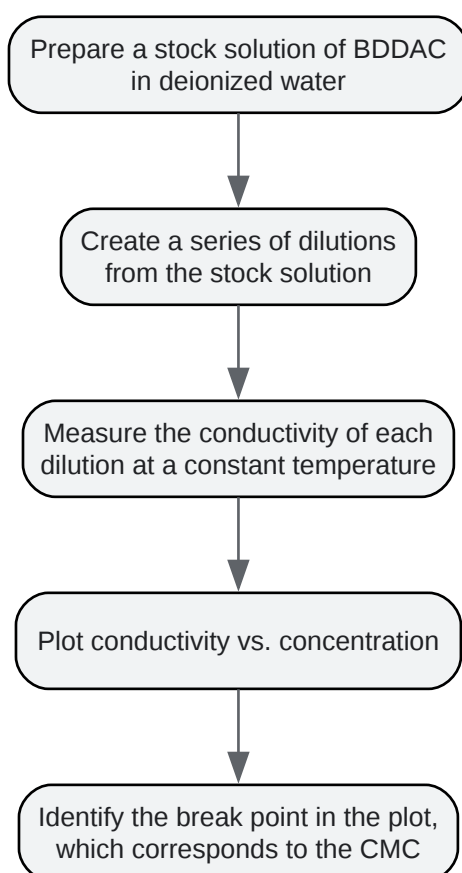 Prepare a stock solution of BDDAC
in deionized water
Create a series of dilutions
from the stock solution
Measure the conductivity of each
dilution at a constant temperature
Plot conductivity vs. concentration
Identify the break point in the plot,
which corresponds to the CMC